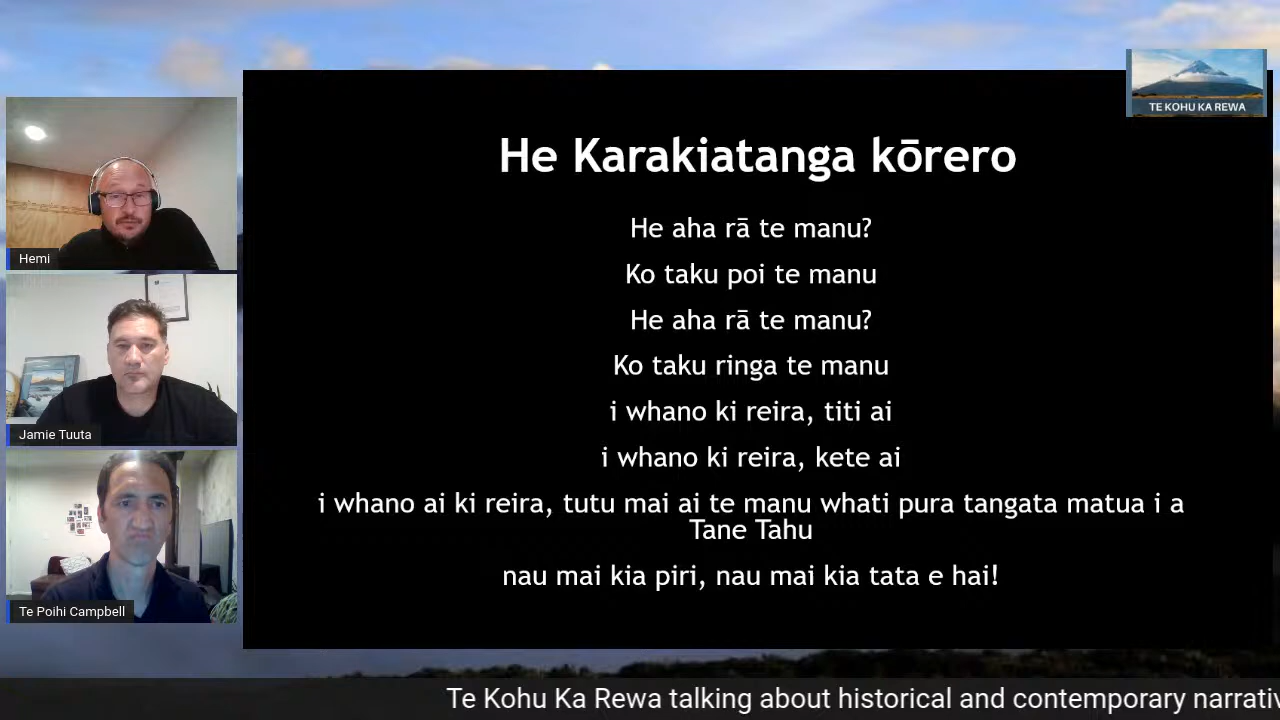 TE KOHU KA REWA
He Karakiatanga kōrero
He aha rā te manu?
Ko taku poi te manu
He aha rā te manu?
Ko taku ringa te manu
i whano ki reira, titi ai
i whano ki reira, kete ai
i whano ai ki reira, tutu mai ai te manu whati pura tangata matua i a
Tane Tahu
nau mai kia piri, nau mai kia tata e hai!
Hemi
Jamie Tuuta
Te Poihi Campbell
Te Kohu Ka Rewa talking about historical and contemporary narrativ